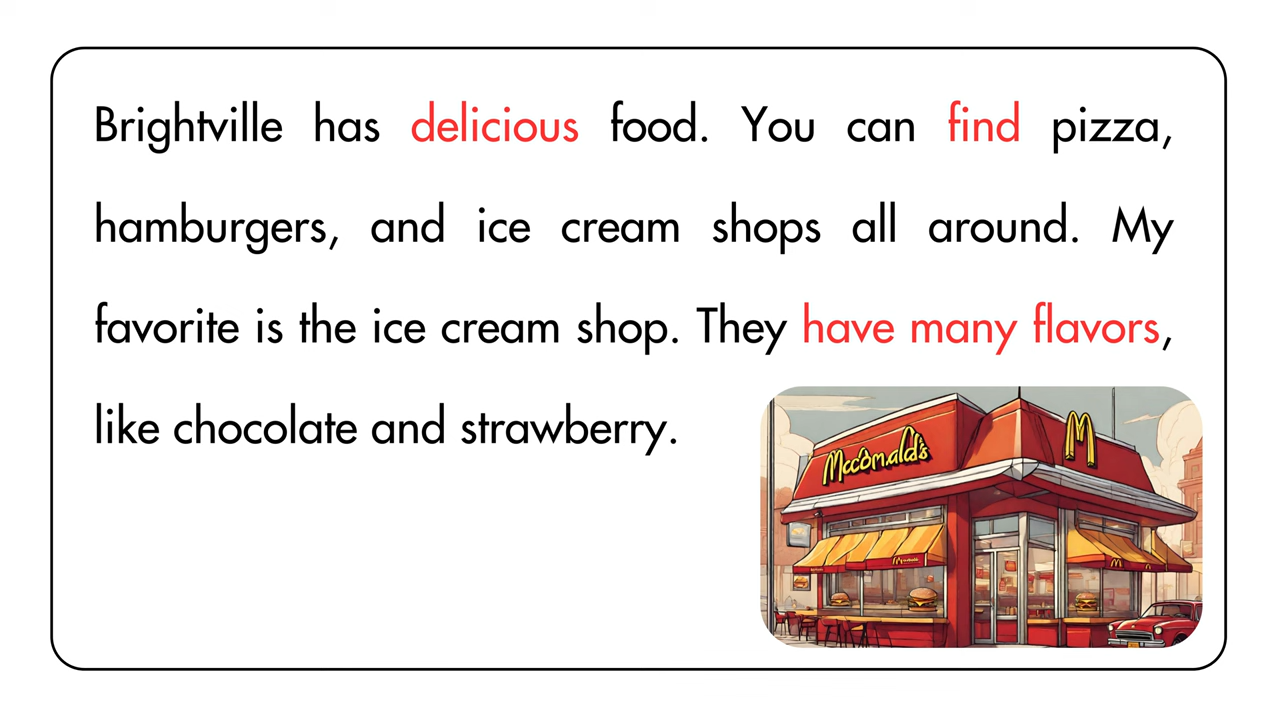 Brightville has delicious food. You can find pizza,
hamburgers, and ice cream shops all around. My
favorite is the ice cream shop. They have many flavors,
like chocolate and strawberry.
M